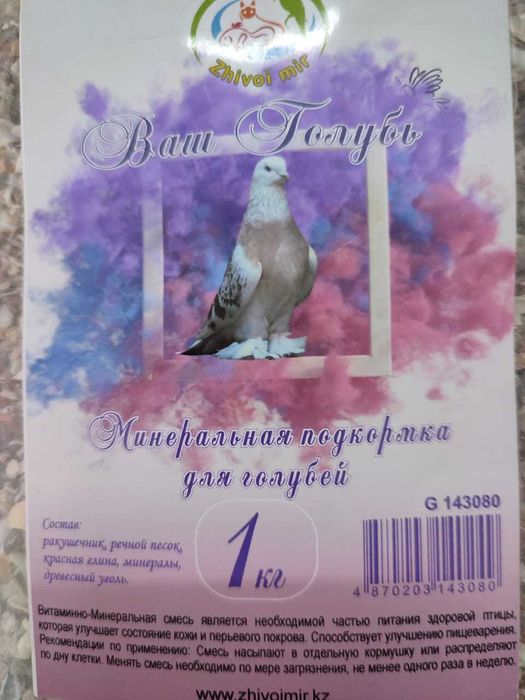 Zhivoi mir
Ваш Голубь
Минеральная подкормка
для голубей
G 143080
Состав:
ракушечник, речной песок,
красная глина, минералы,
древесный уголь.
1 кг
4 870203 143080
Витаминно-Минеральная смесь является необходимой частью питания здоровой птицы,
которая улучшает состояние кожи и перьевого покрова. Способствует улучшению пищеварения.
Рекомендации по применению: Смесь насыпают в отдельную кормушку или распределяют
по дну клетки. Менять смесь необходимо по мере загрязнения, не менее одного раза в неделю.
www.zhivoimir.kz